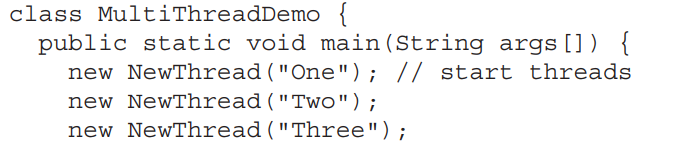 class MultiThreadDemo {
  public static void main(String args[]) {
    new NewThread("One"); // start threads
    new NewThread("Two");
    new NewThread("Three");